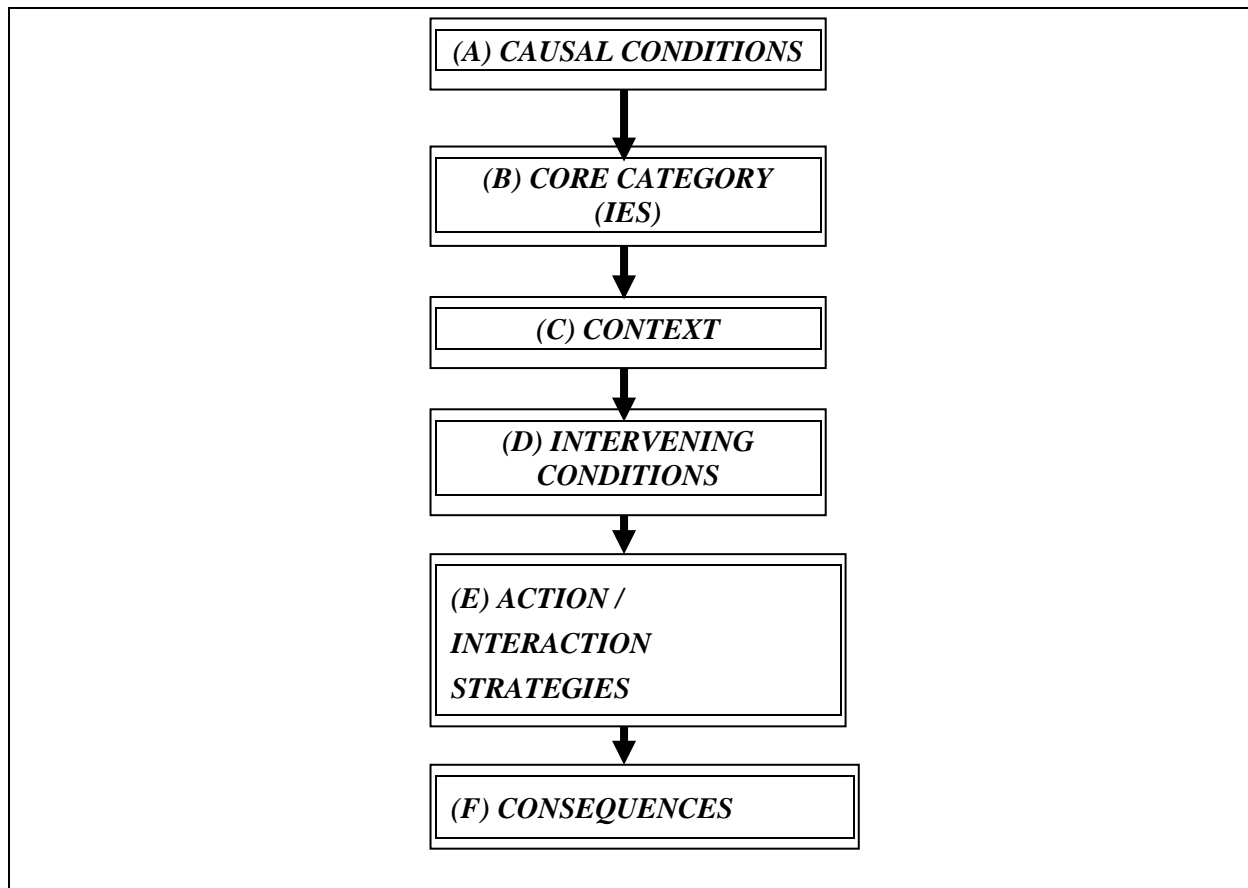 (A) CAUSAL CONDITIONS
(B) CORE CATEGORY
(IES)
(C) CONTEXT
(D) INTERVENING
CONDITIONS
(E) ACTION /
INTERACTION
STRATEGIES
(F) CONSEQUENCES